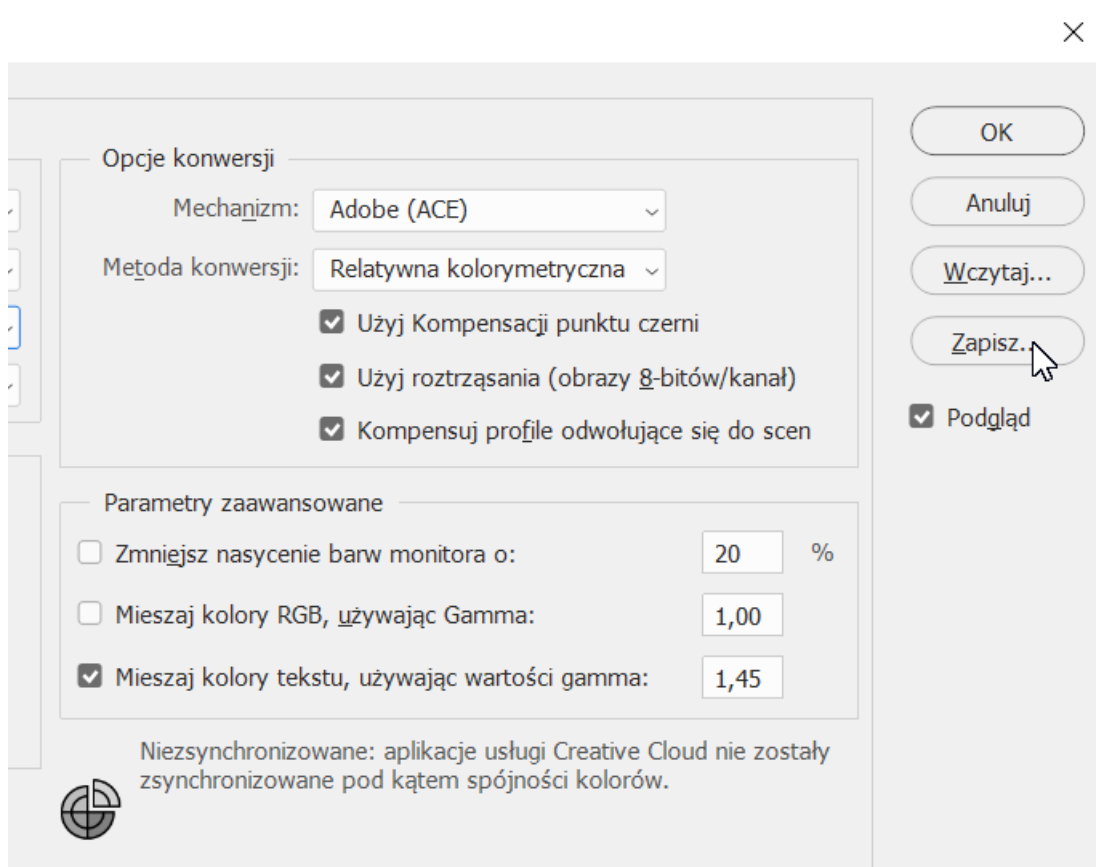 Opcje konwersji
Mechanizm: Adobe (ACE)
Metoda konwersji: Relatywna kolorymetryczna
Użyj Kompensacji punktu czerni
Użyj roztrząsania (obrazy 8-bitów/kanał)
Kompensuj profile odwołujące się do scen
Parametry zaawansowane
Zmniejsz nasycenie barw monitora o: 20 %
Mieszaj kolory RGB, używając Gamma: 1,00
Mieszaj kolory tekstu, używając wartości gamma: 1,45
Niezsynchronizowane: aplikacje usługi Creative Cloud nie zostały
zsynchronizowane pod kątem spójności kolorów.
OK
Anuluj
Wczytaj...
Zapisz...
Podgląd